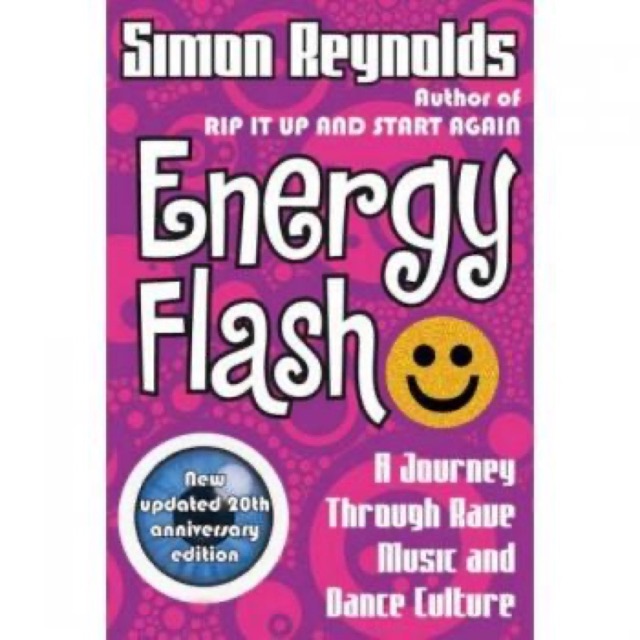 Simon Reynolds
Author of
RIP IT UP AND START AGAIN
Energy
Flash
New
updated 20th
anniversary
edition
A Journey
Through Rave
Music and
Dance Culture